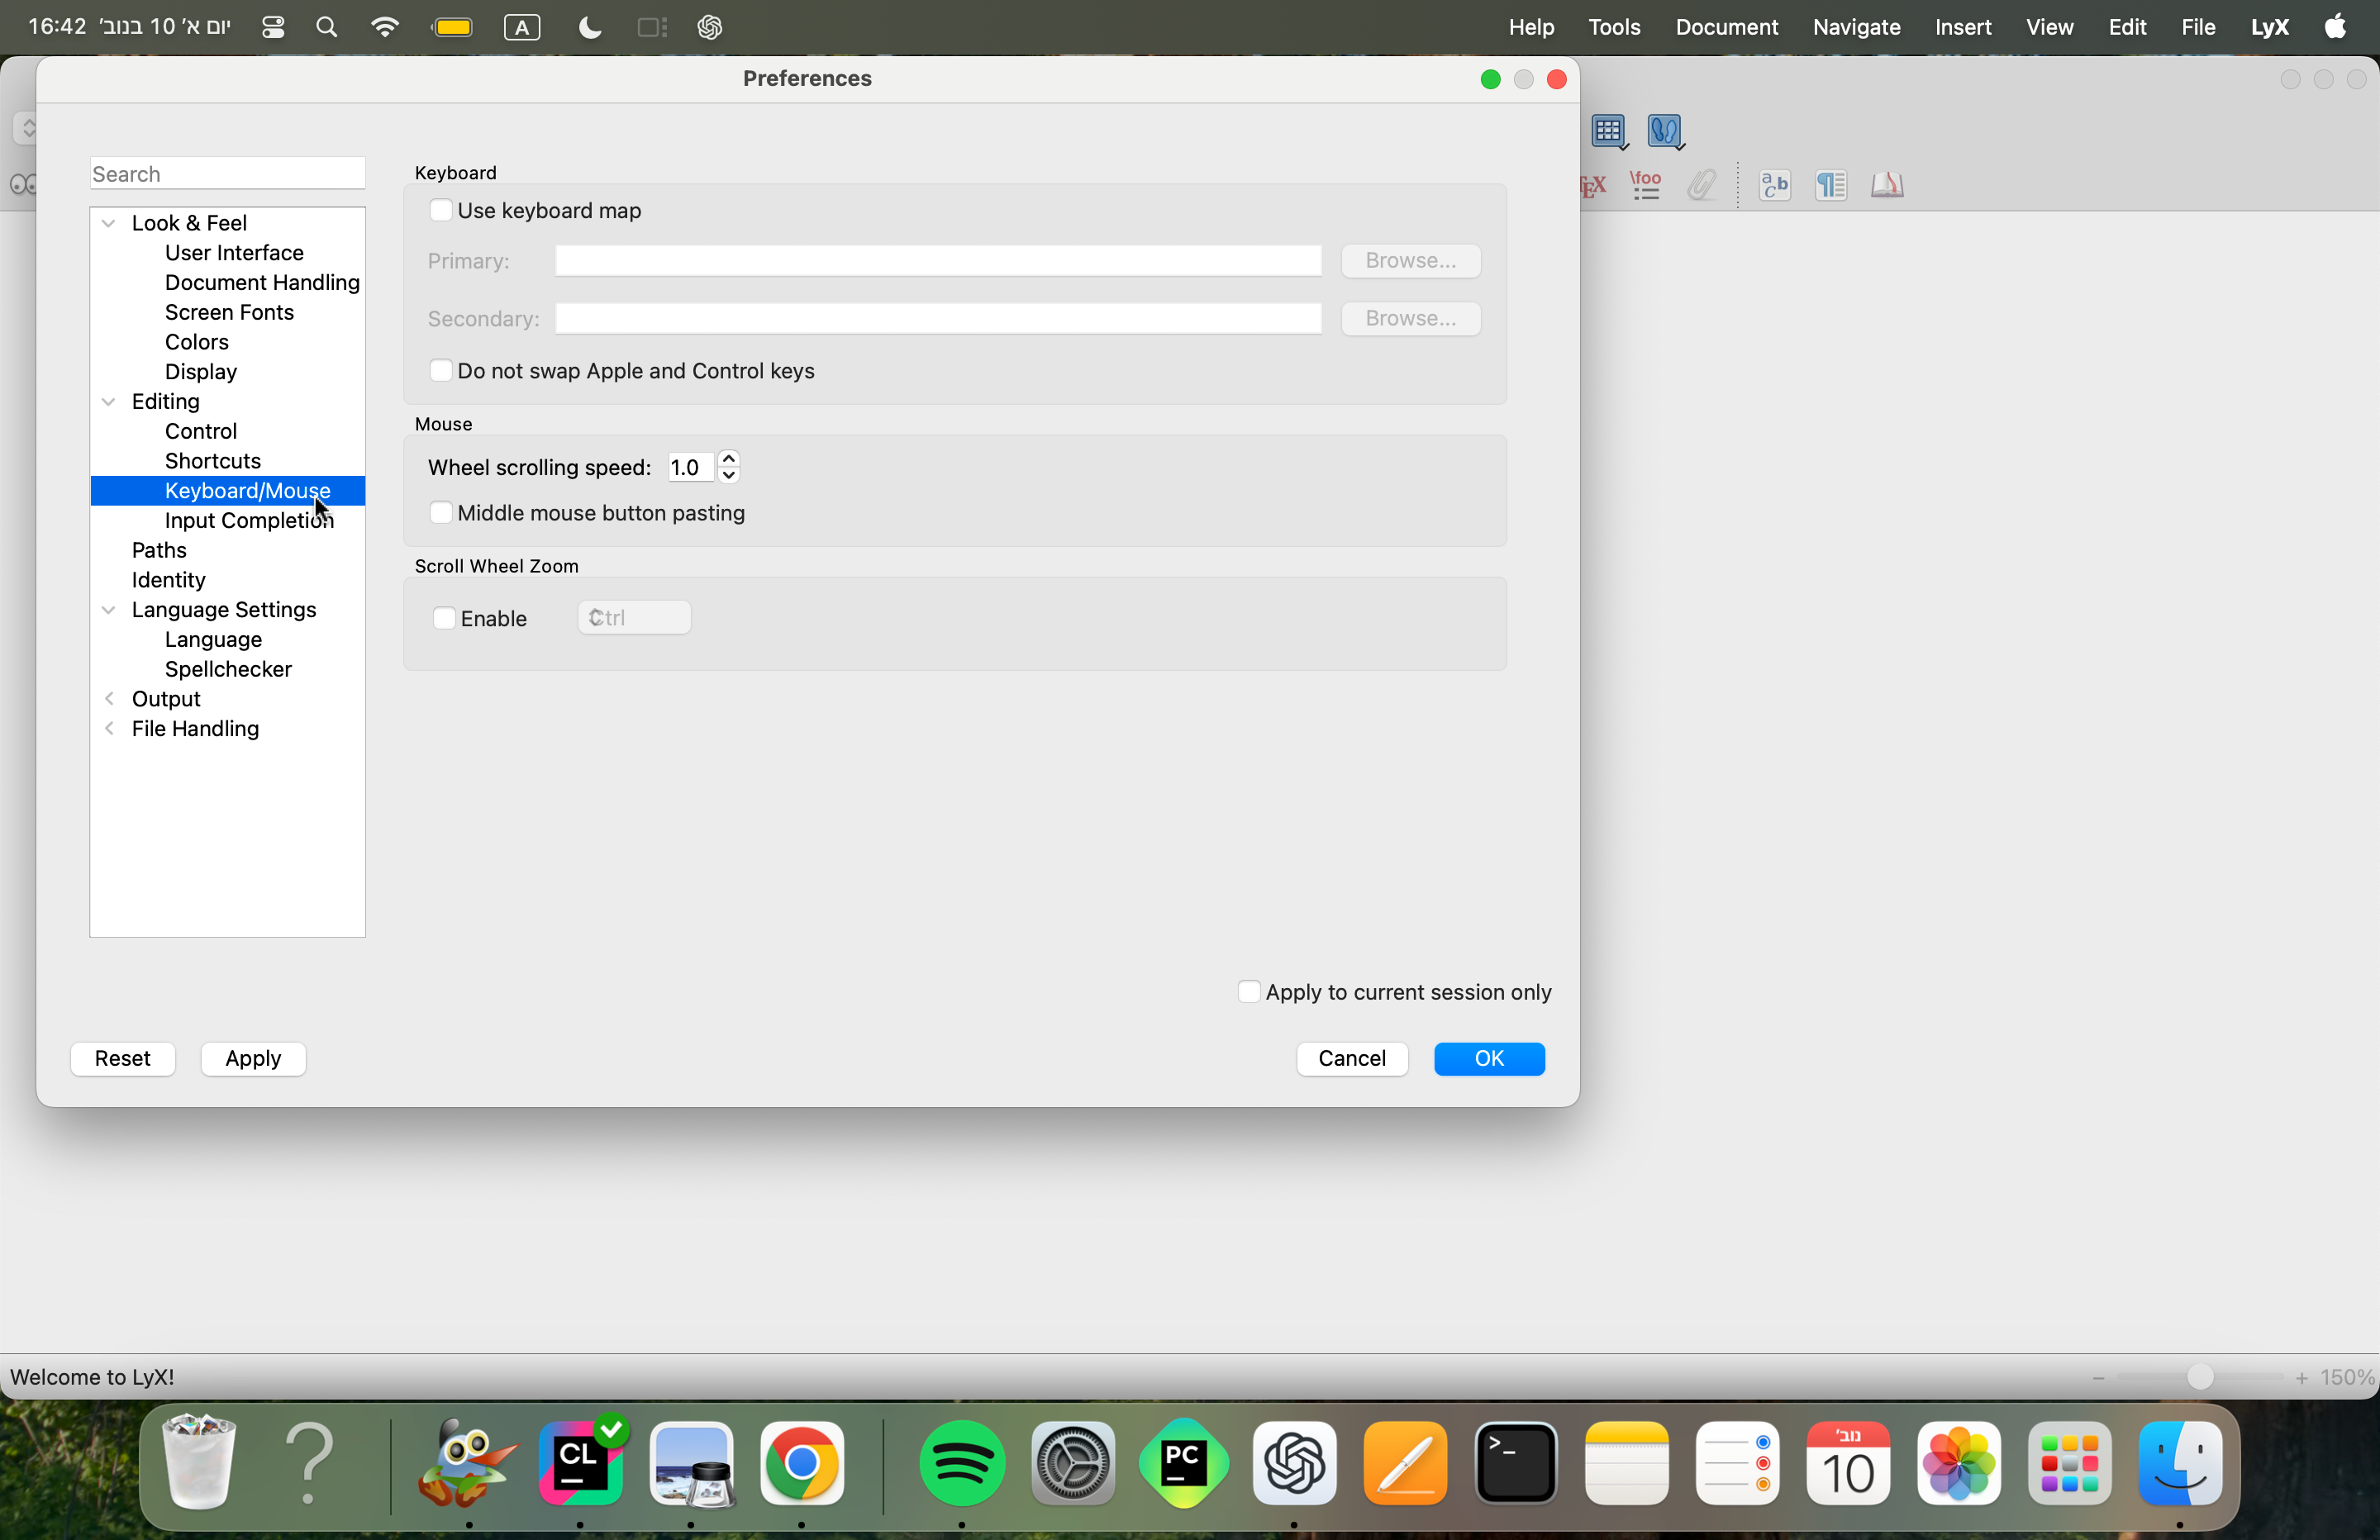 16:42 יום א׳ 10 בנוב׳ A Help Tools Document Navigate Insert View Edit File LyX
Preferences
Search
Look & Feel
User Interface
Document Handling
Screen Fonts
Colors
Display
Editing
Control
Shortcuts
Keyboard/Mouse
Input Completion
Paths
Identity
Language Settings
Language
Spellchecker
Output
File Handling
Keyboard
Use keyboard map
Primary: Browse...
Secondary: Browse...
Do not swap Apple and Control keys
Mouse
Wheel scrolling speed: 1.0
Middle mouse button pasting
Scroll Wheel Zoom
Enable Ctrl
Apply to current session only
Reset Apply Cancel OK
\foo
a b
c
Welcome to LyX! − + 150%
CL
PC
>_
נוב׳
10